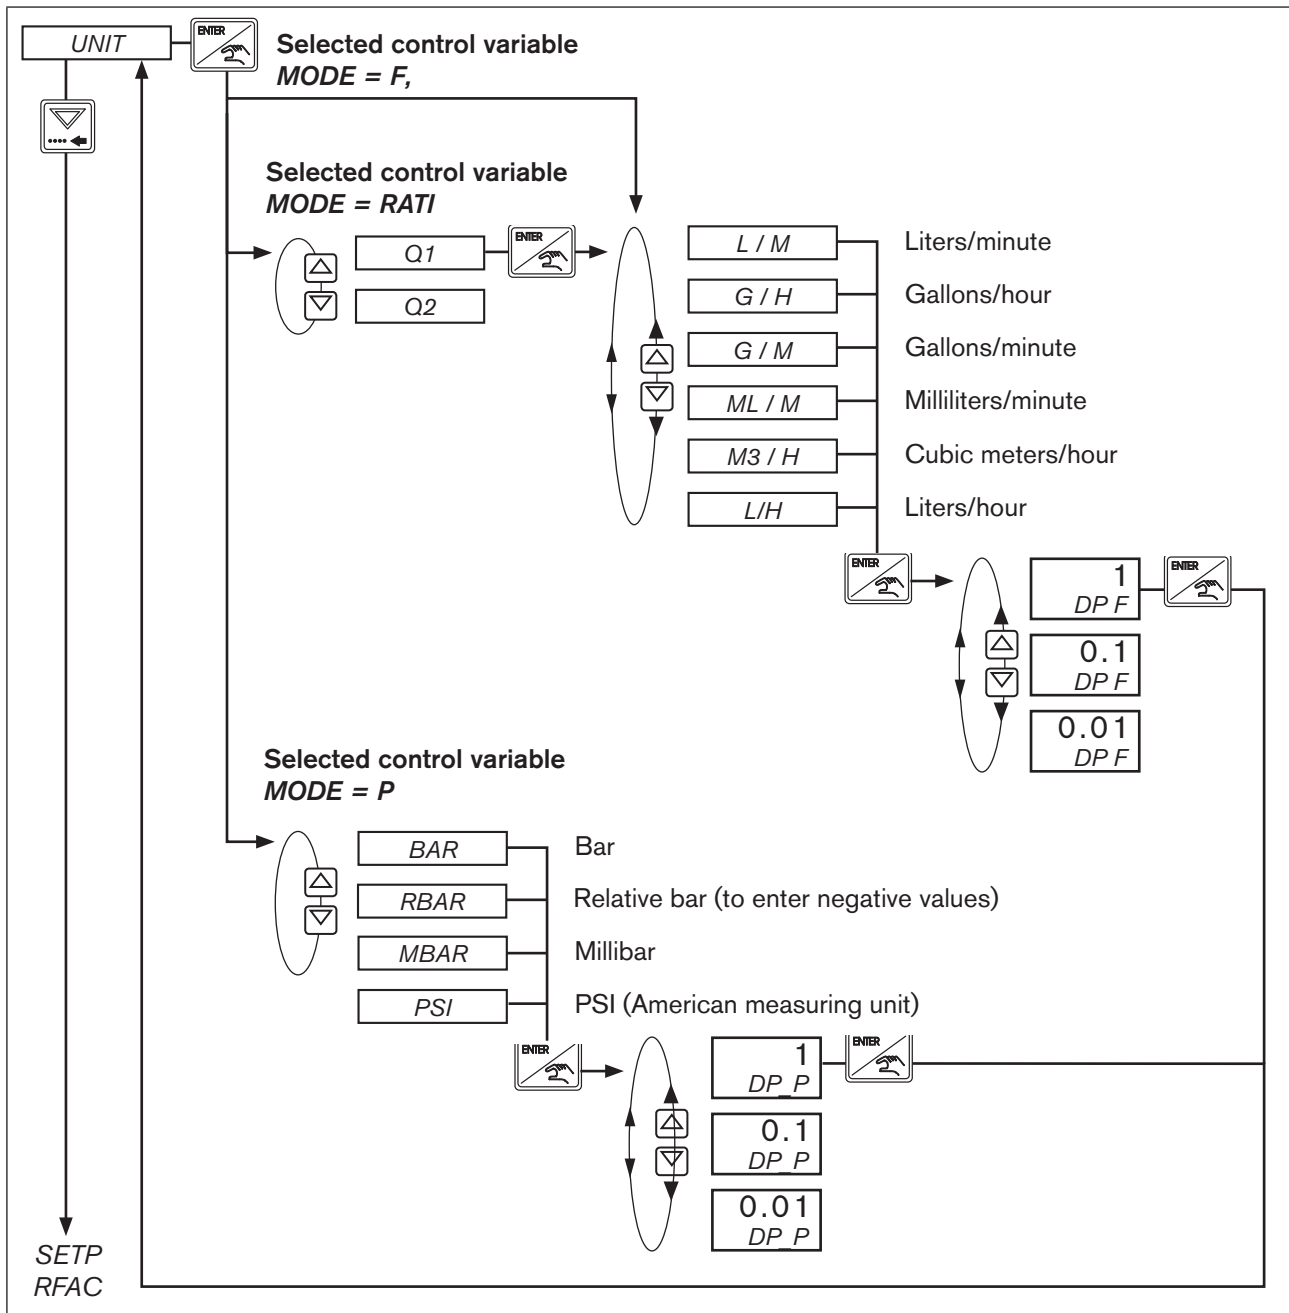 UNIT
ENTER
Selected control variable
MODE = F,
Selected control variable
MODE = RATI
Q1
ENTER
Q2
L / M
Liters/minute
G / H
Gallons/hour
G / M
Gallons/minute
ML / M
Milliliters/minute
M3 / H
Cubic meters/hour
L/H
Liters/hour
ENTER
1
DP F
ENTER
0.1
DP F
0.01
DP F
Selected control variable
MODE = P
BAR
Bar
RBAR
Relative bar (to enter negative values)
MBAR
Millibar
PSI
PSI (American measuring unit)
ENTER
1
DP_P
ENTER
0.1
DP_P
0.01
DP_P
SETP
RFAC